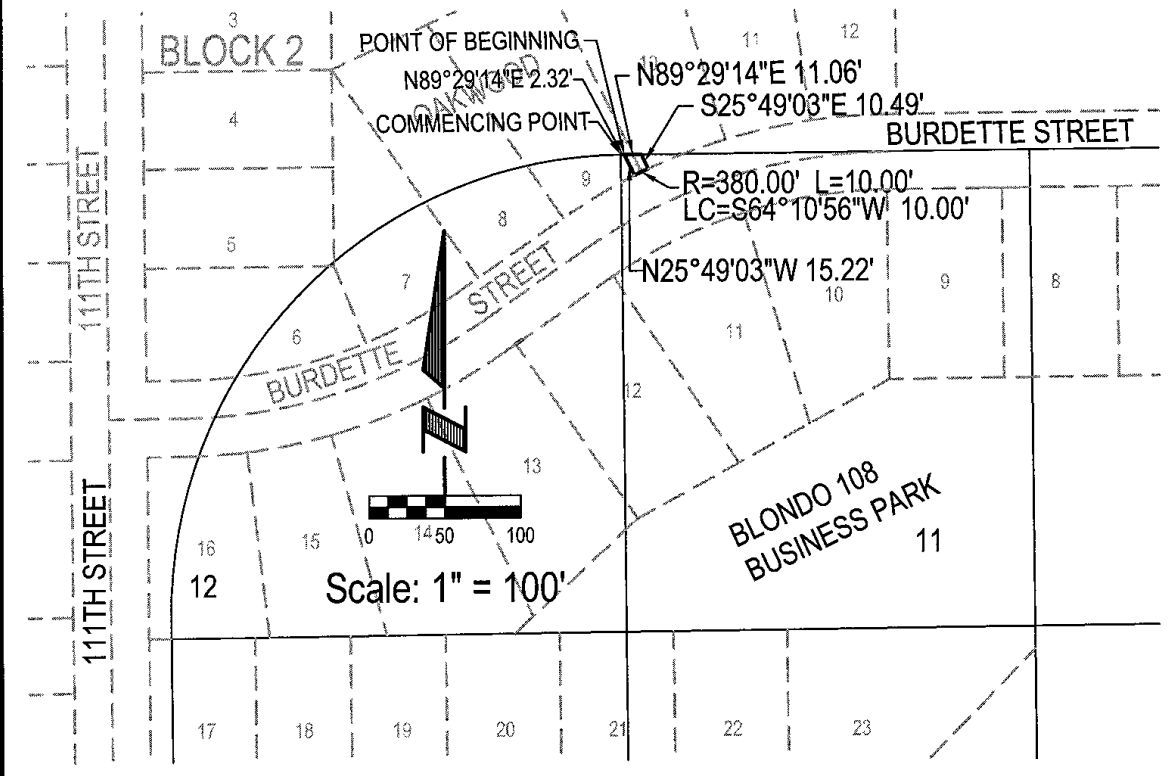 3
BLOCK 2
POINT OF BEGINNING
10
11
12
N89°29'14"E 2.32'
N89°29'14"E 11.06'
OAKWOOD
S25°49'03"E 10.49'
4
COMMENCING POINT
BURDETTE STREET
9
R=380.00' L=10.00'
LC=S64°10'56"W 10.00'
8
111TH STREET
5
7
STREET
N25°49'03"W 15.22'
10
9
8
6
11
BURDETTE
12
13
BLONDO 108
BUSINESS PARK
11
0
14
50
100
16
15
12
Scale: 1" = 100'
111TH STREET
17
18
19
20
21
22
23